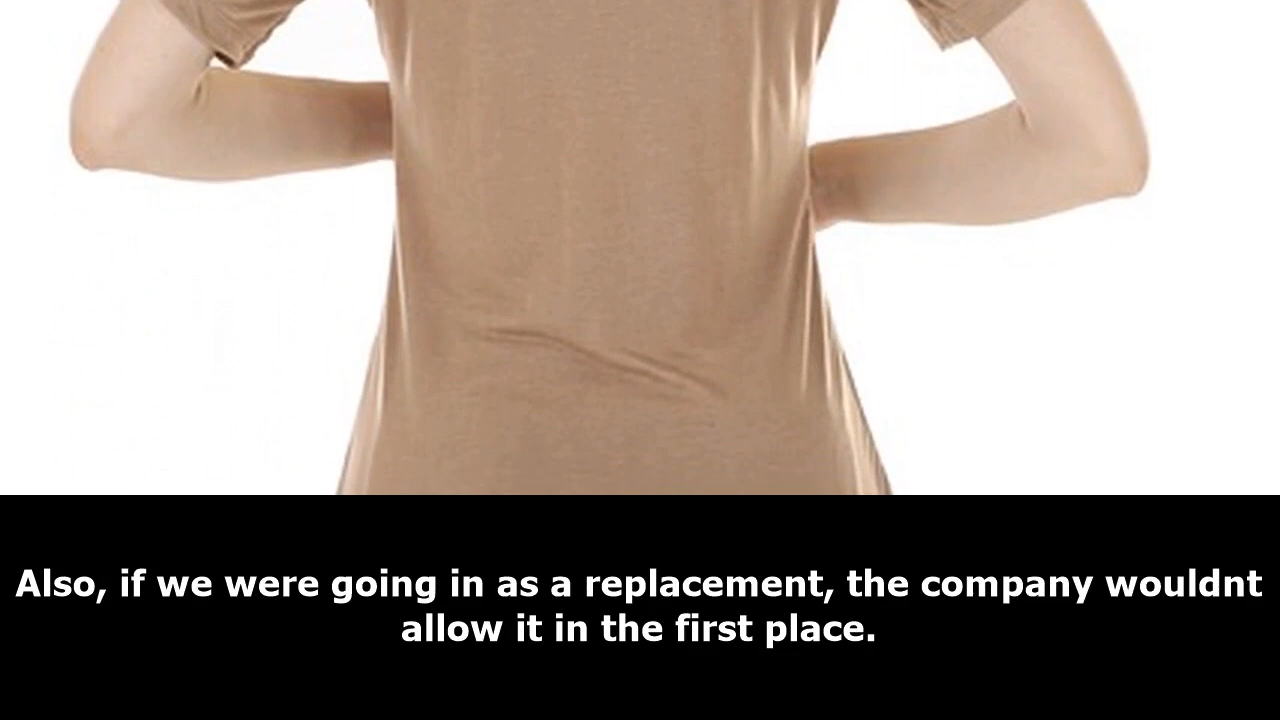 Also, if we were going in as a replacement, the company wouldnt
allow it in the first place.